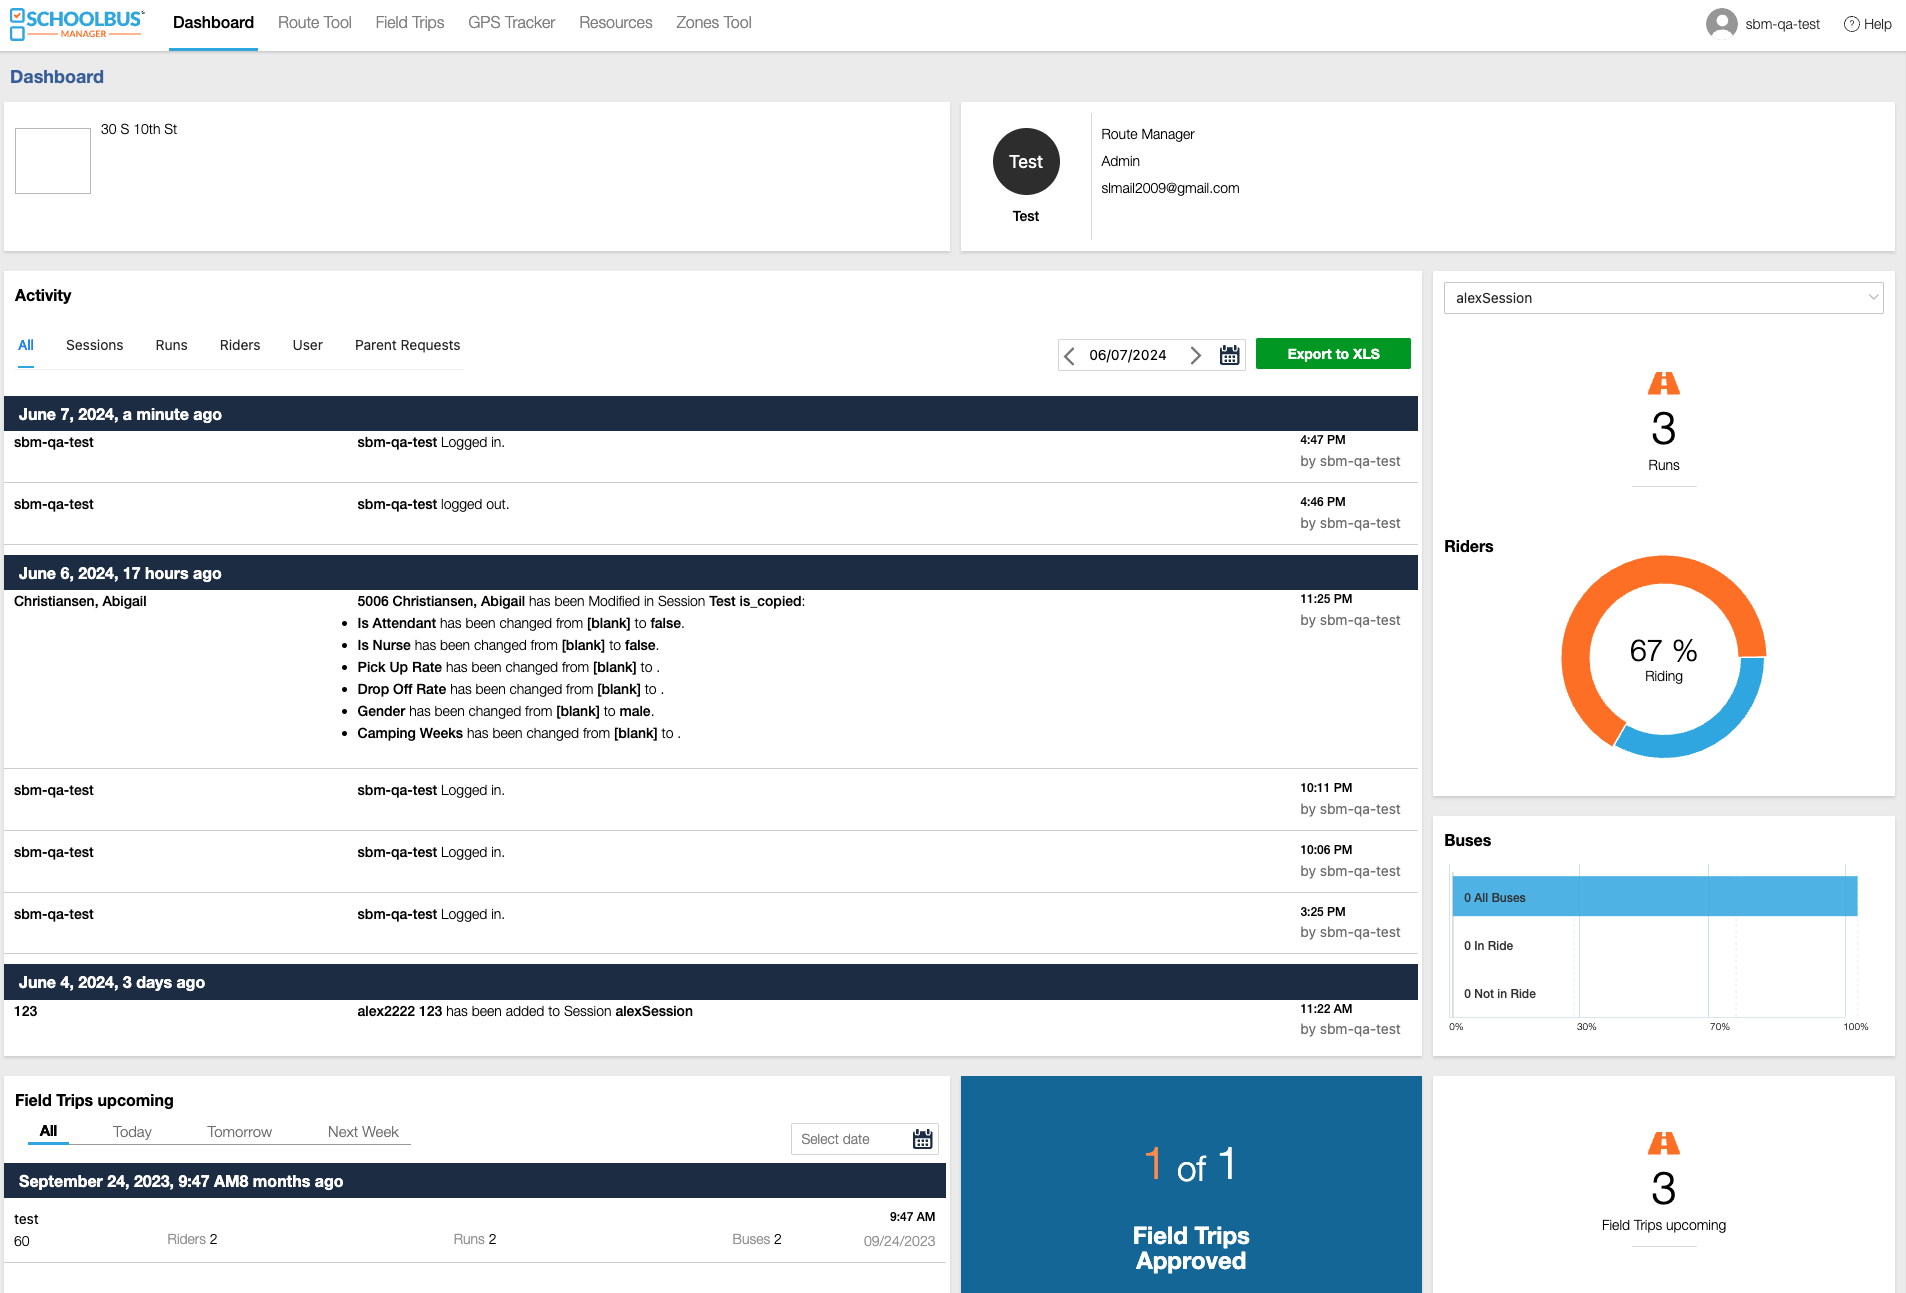 SCHOOLBUS
MANAGER
Dashboard Route Tool Field Trips GPS Tracker Resources Zones Tool
sbm-qa-test Help
Dashboard
30 S 10th St
Test
Test
Route Manager
Admin
slmail2009@gmail.com
Activity
All Sessions Runs Riders User Parent Requests
06/07/2024
Export to XLS
June 7, 2024, a minute ago
sbm-qa-test sbm-qa-test Logged in. 4:47 PM
by sbm-qa-test
sbm-qa-test sbm-qa-test logged out. 4:46 PM
by sbm-qa-test
June 6, 2024, 17 hours ago
Christiansen, Abigail 5006 Christiansen, Abigail has been Modified in Session Test is_copied: 11:25 PM
by sbm-qa-test
• Is Attendant has been changed from [blank] to false.
• Is Nurse has been changed from [blank] to false.
• Pick Up Rate has been changed from [blank] to .
• Drop Off Rate has been changed from [blank] to .
• Gender has been changed from [blank] to male.
• Camping Weeks has been changed from [blank] to .
sbm-qa-test sbm-qa-test Logged in. 10:11 PM
by sbm-qa-test
sbm-qa-test sbm-qa-test Logged in. 10:06 PM
by sbm-qa-test
sbm-qa-test sbm-qa-test Logged in. 3:25 PM
by sbm-qa-test
June 4, 2024, 3 days ago
123 alex2222 123 has been added to Session alexSession 11:22 AM
by sbm-qa-test
alexSession
3
Runs
Riders
67 %
Riding
Buses
0 All Buses
0 In Ride
0 Not in Ride
0% 30% 70% 100%
Field Trips upcoming
All Today Tomorrow Next Week
Select date
September 24, 2023, 9:47 AM8 months ago
test 9:47 AM
60 Riders 2 Runs 2 Buses 2 09/24/2023
1 of 1
Field Trips
Approved
3
Field Trips upcoming